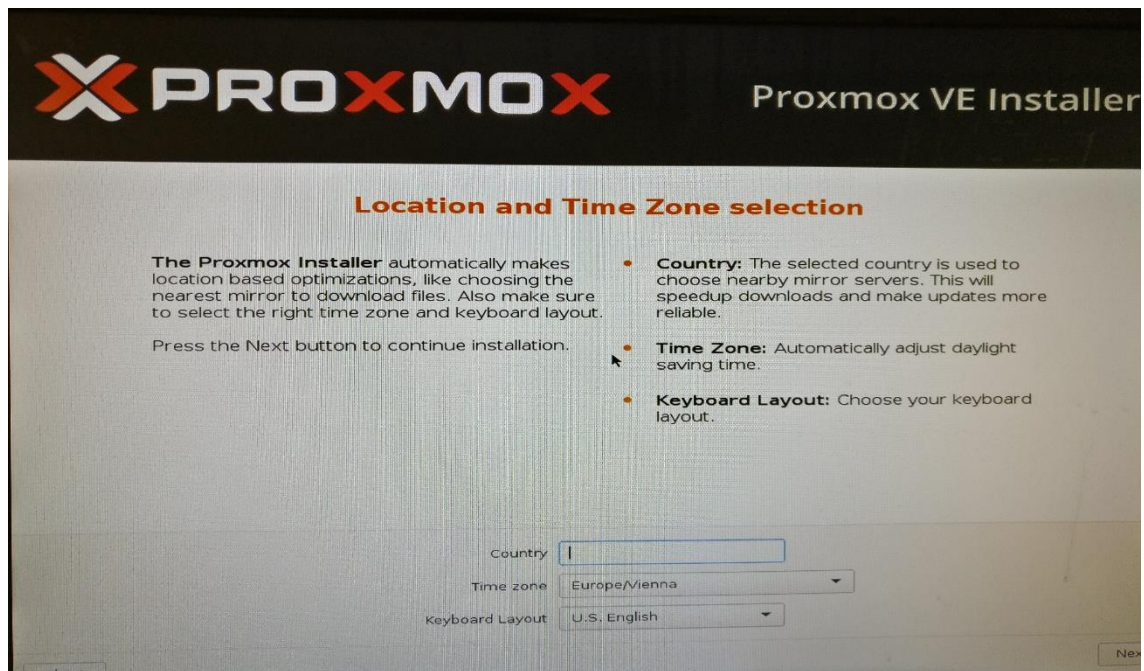 PROXMOX
Proxmox VE Installer
Location and Time Zone selection
The Proxmox Installer automatically makes
location based optimizations, like choosing the
nearest mirror to download files. Also make sure
to select the right time zone and keyboard layout.
Press the Next button to continue installation.
Country: The selected country is used to
choose nearby mirror servers. This will
speedup downloads and make updates more
reliable.
Time Zone: Automatically adjust daylight
saving time.
Keyboard Layout: Choose your keyboard
layout.
Country
Time zone Europe/Vienna
Keyboard Layout U.S. English